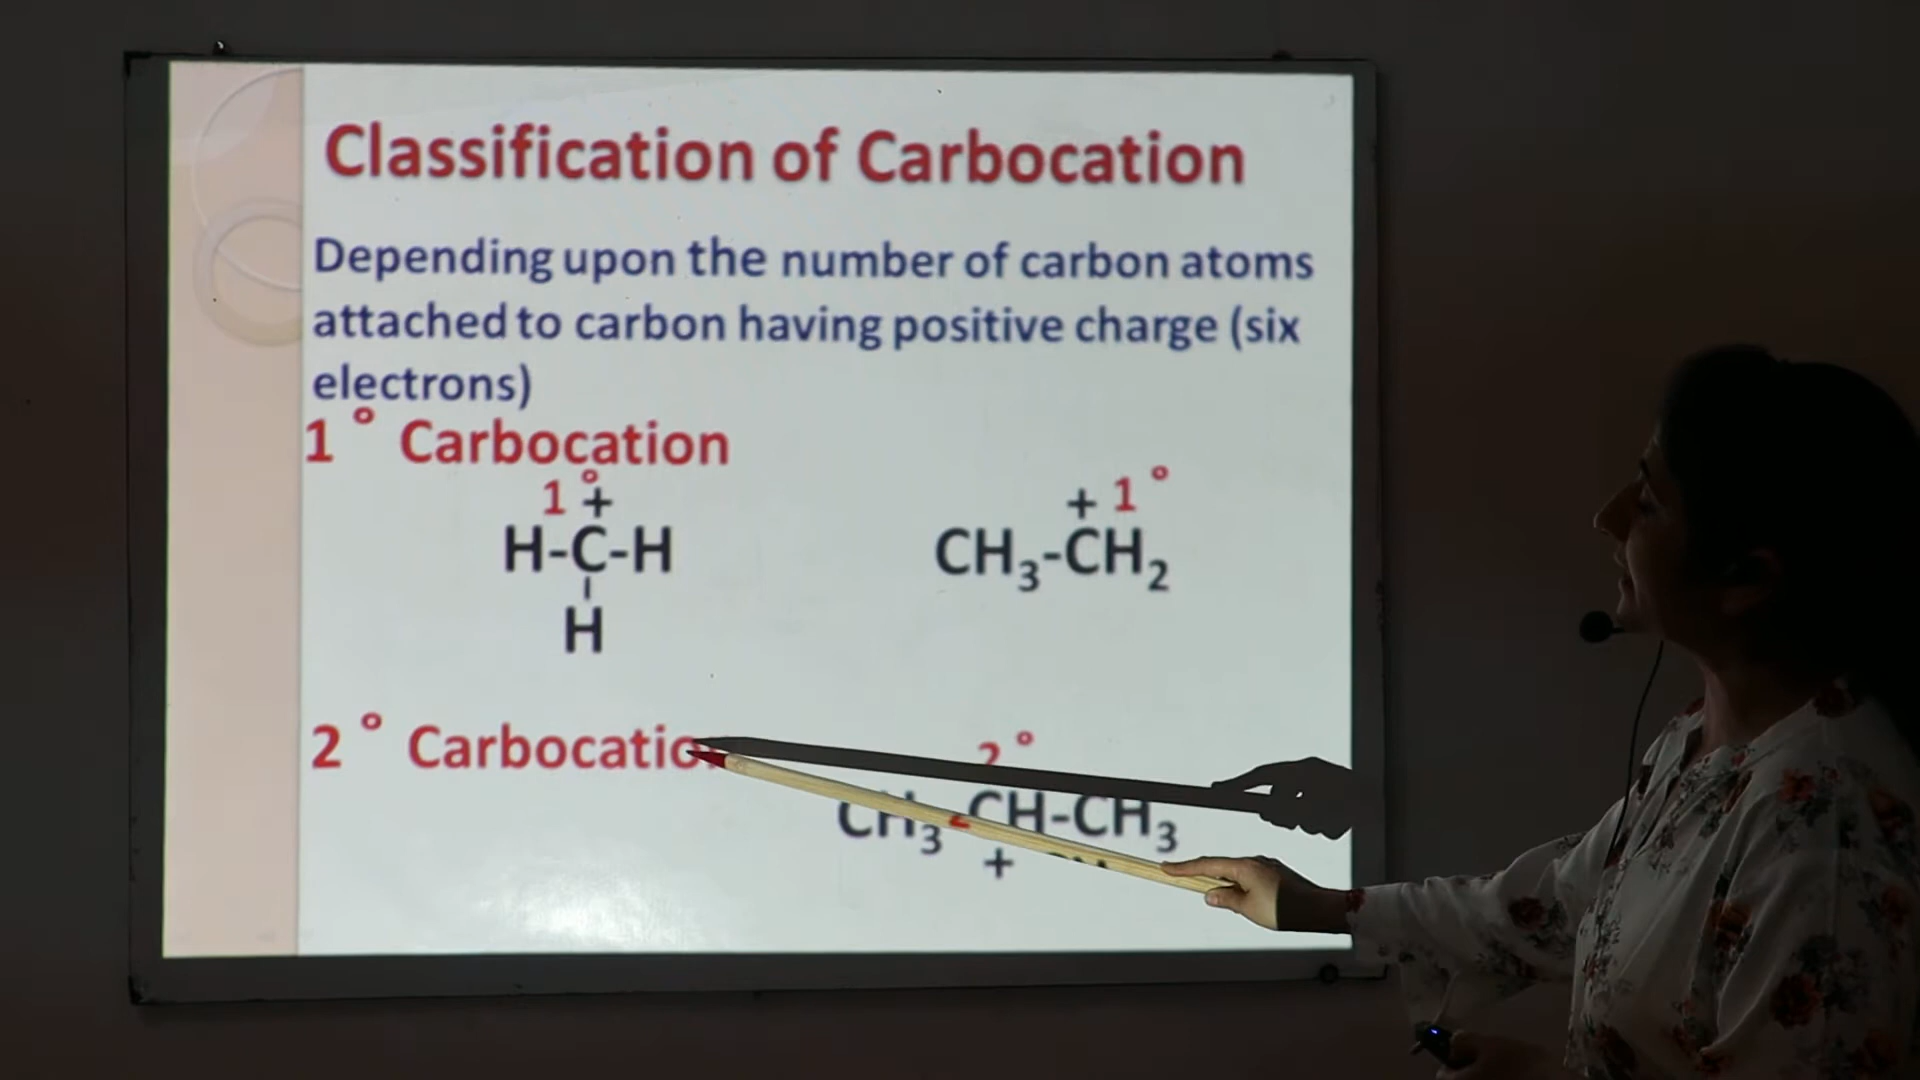 Classification of Carbocation
Depending upon the number of carbon atoms
attached to carbon having positive charge (six
electrons)
1° Carbocation
1° +
H-C-H
H
+ 1°
CH₃-CH₂
2° Carbocation
2°
CH₃-CH-CH₃
+